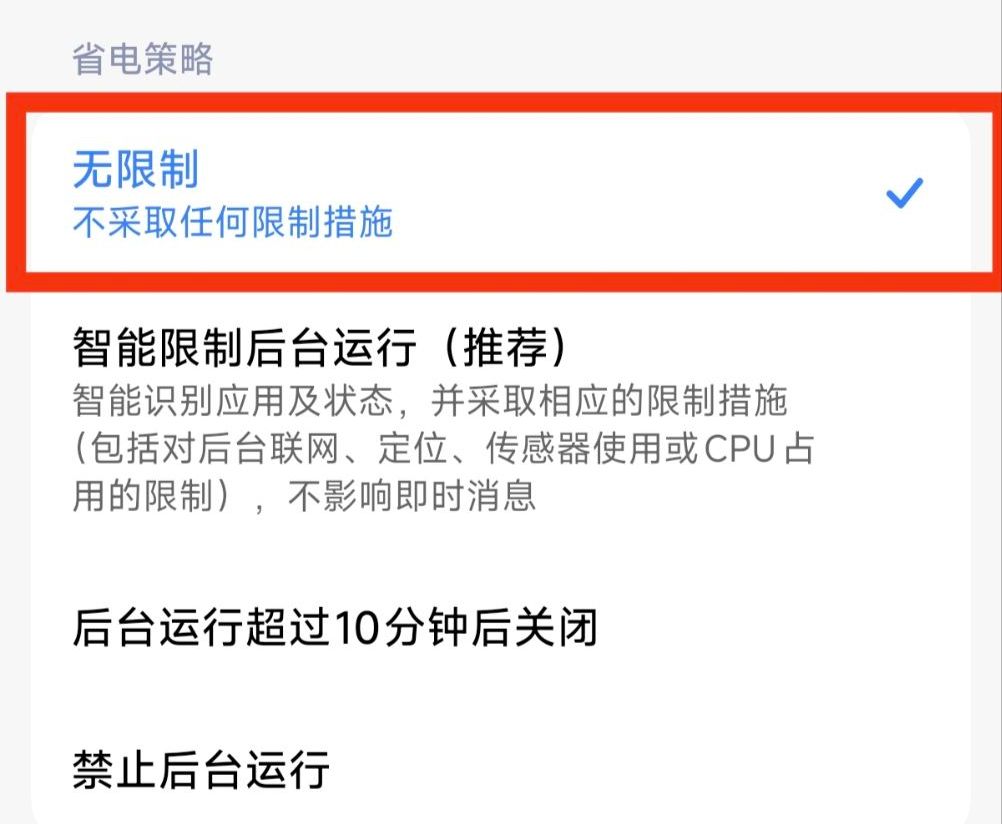 省电策略
无限制
不采取任何限制措施
智能限制后台运行（推荐）
智能识别应用及状态，并采取相应的限制措施
（包括对后台联网、定位、传感器使用或CPU占
用的限制），不影响即时消息
后台运行超过10分钟后关闭
禁止后台运行